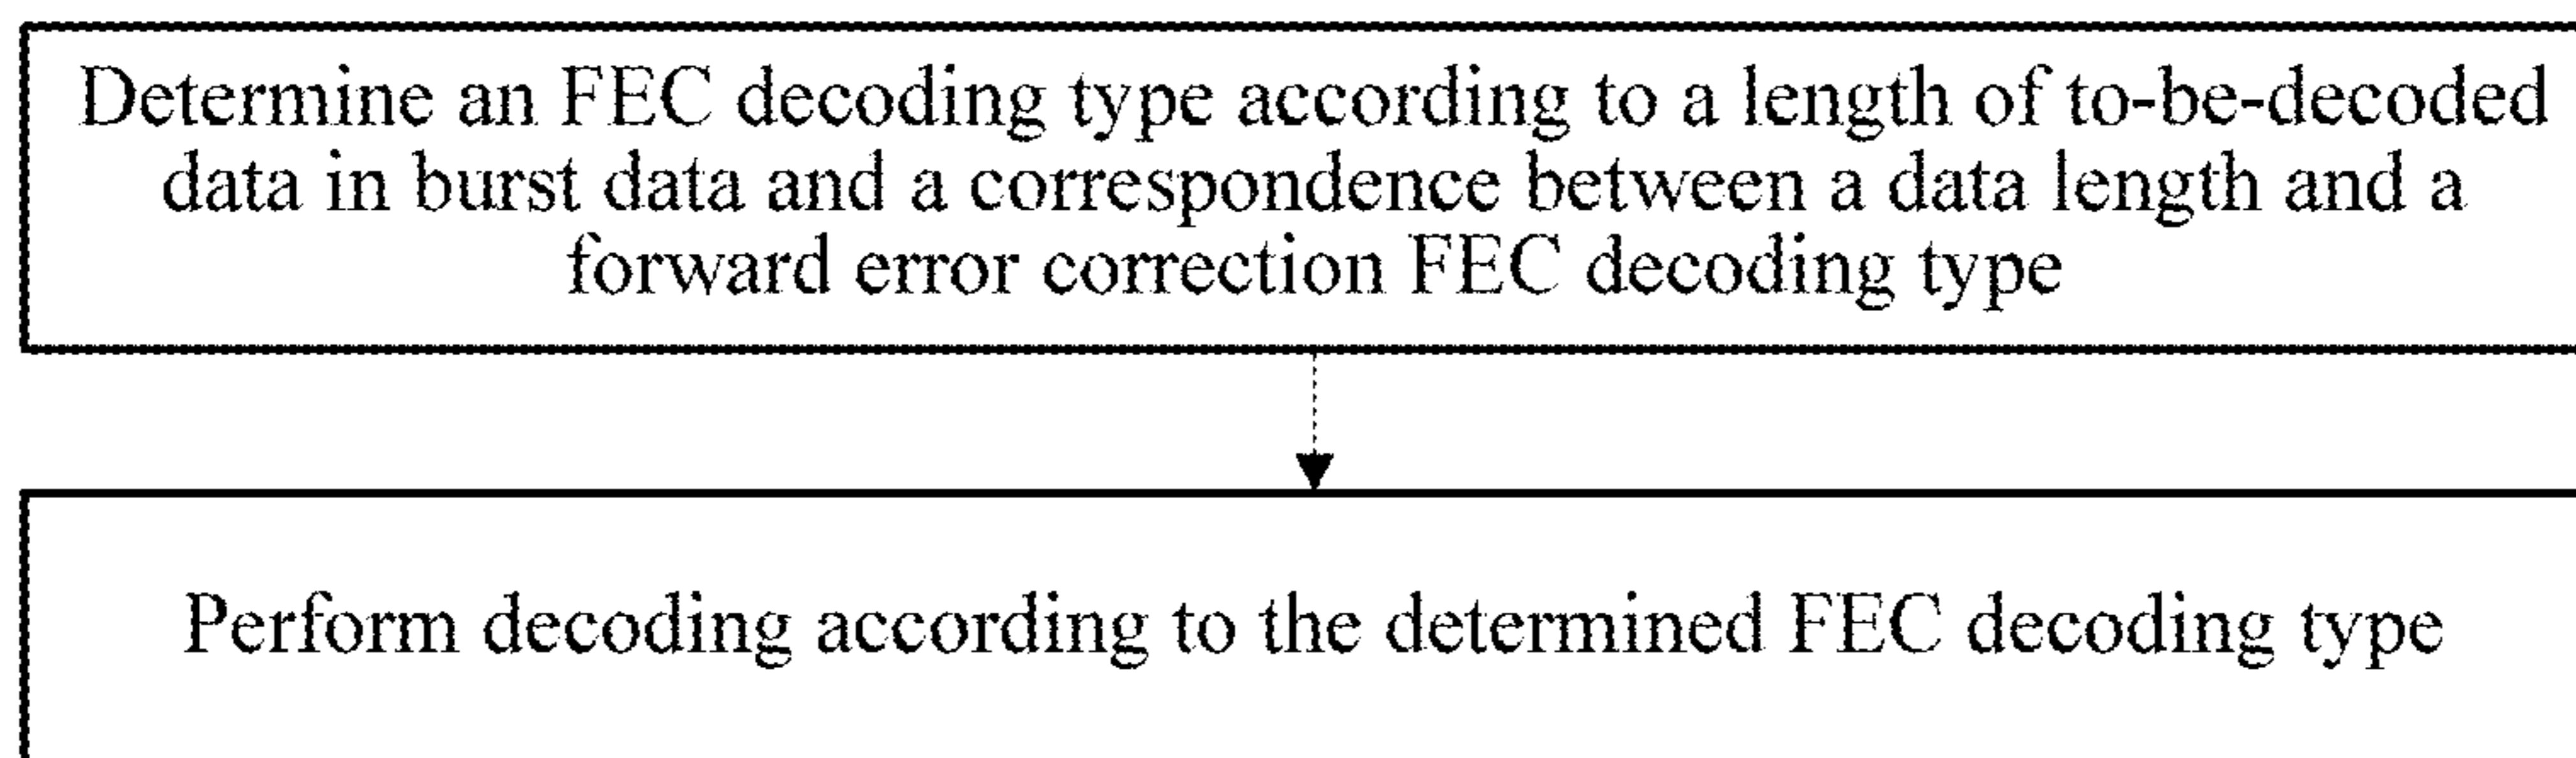 Determine an FEC decoding type according to a length of to-be-decoded
data in burst data and a correspondence between a data length and a
forward error correction FEC decoding type
Perform decoding according to the determined FEC decoding type